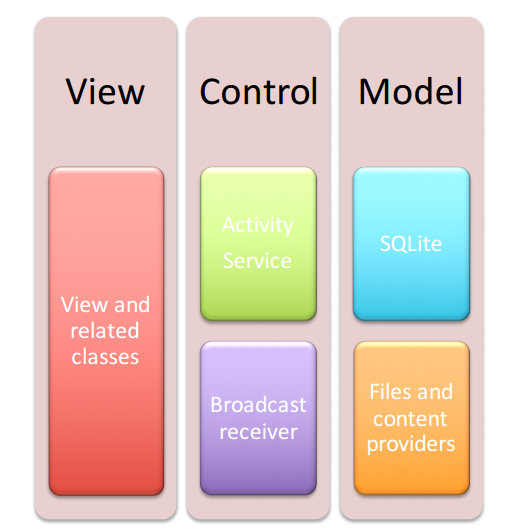 View
View and
related
classes
Control
Activity
Service
Broadcast
receiver
Model
SQLite
Files and
content
providers